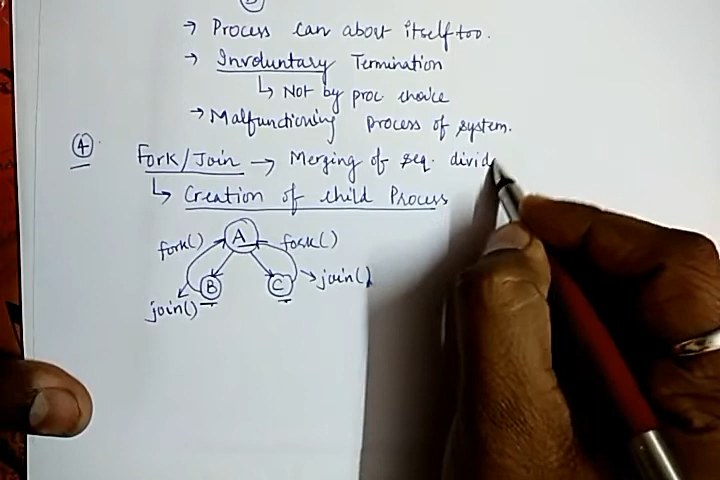 → Process can abort itself too.
→ Involuntary Termination
↳ Not by proc choice
→ Malfunctioning Process of system.
④ Fork/Join → Merging of seq. divid
↳ Creation of child Process
fork() A fork()
B C → join()
join()